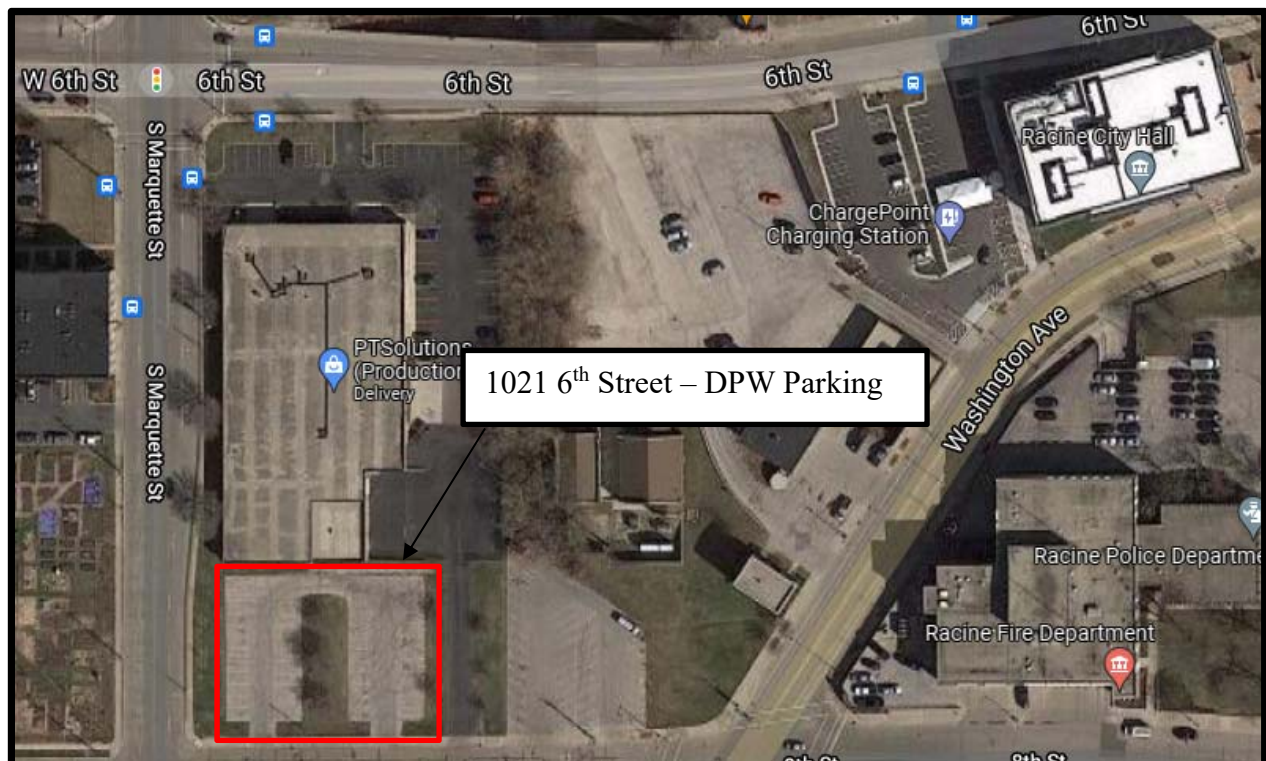 6th St
W 6th St
6th St
6th St
6th St
S Marquette St
Racine City Hall
ChargePoint
Charging Station
PTSolutions
(Production
Delivery
1021 6th Street – DPW Parking
Washington Ave
S Marquette St
Racine Police Departme
Racine Fire Department
8th St